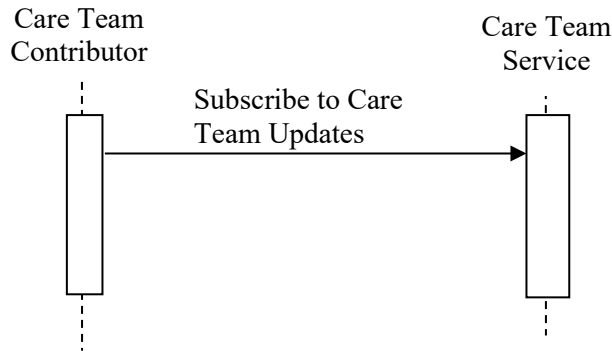 Care Team
Contributor
Care Team
Service
Subscribe to Care
Team Updates